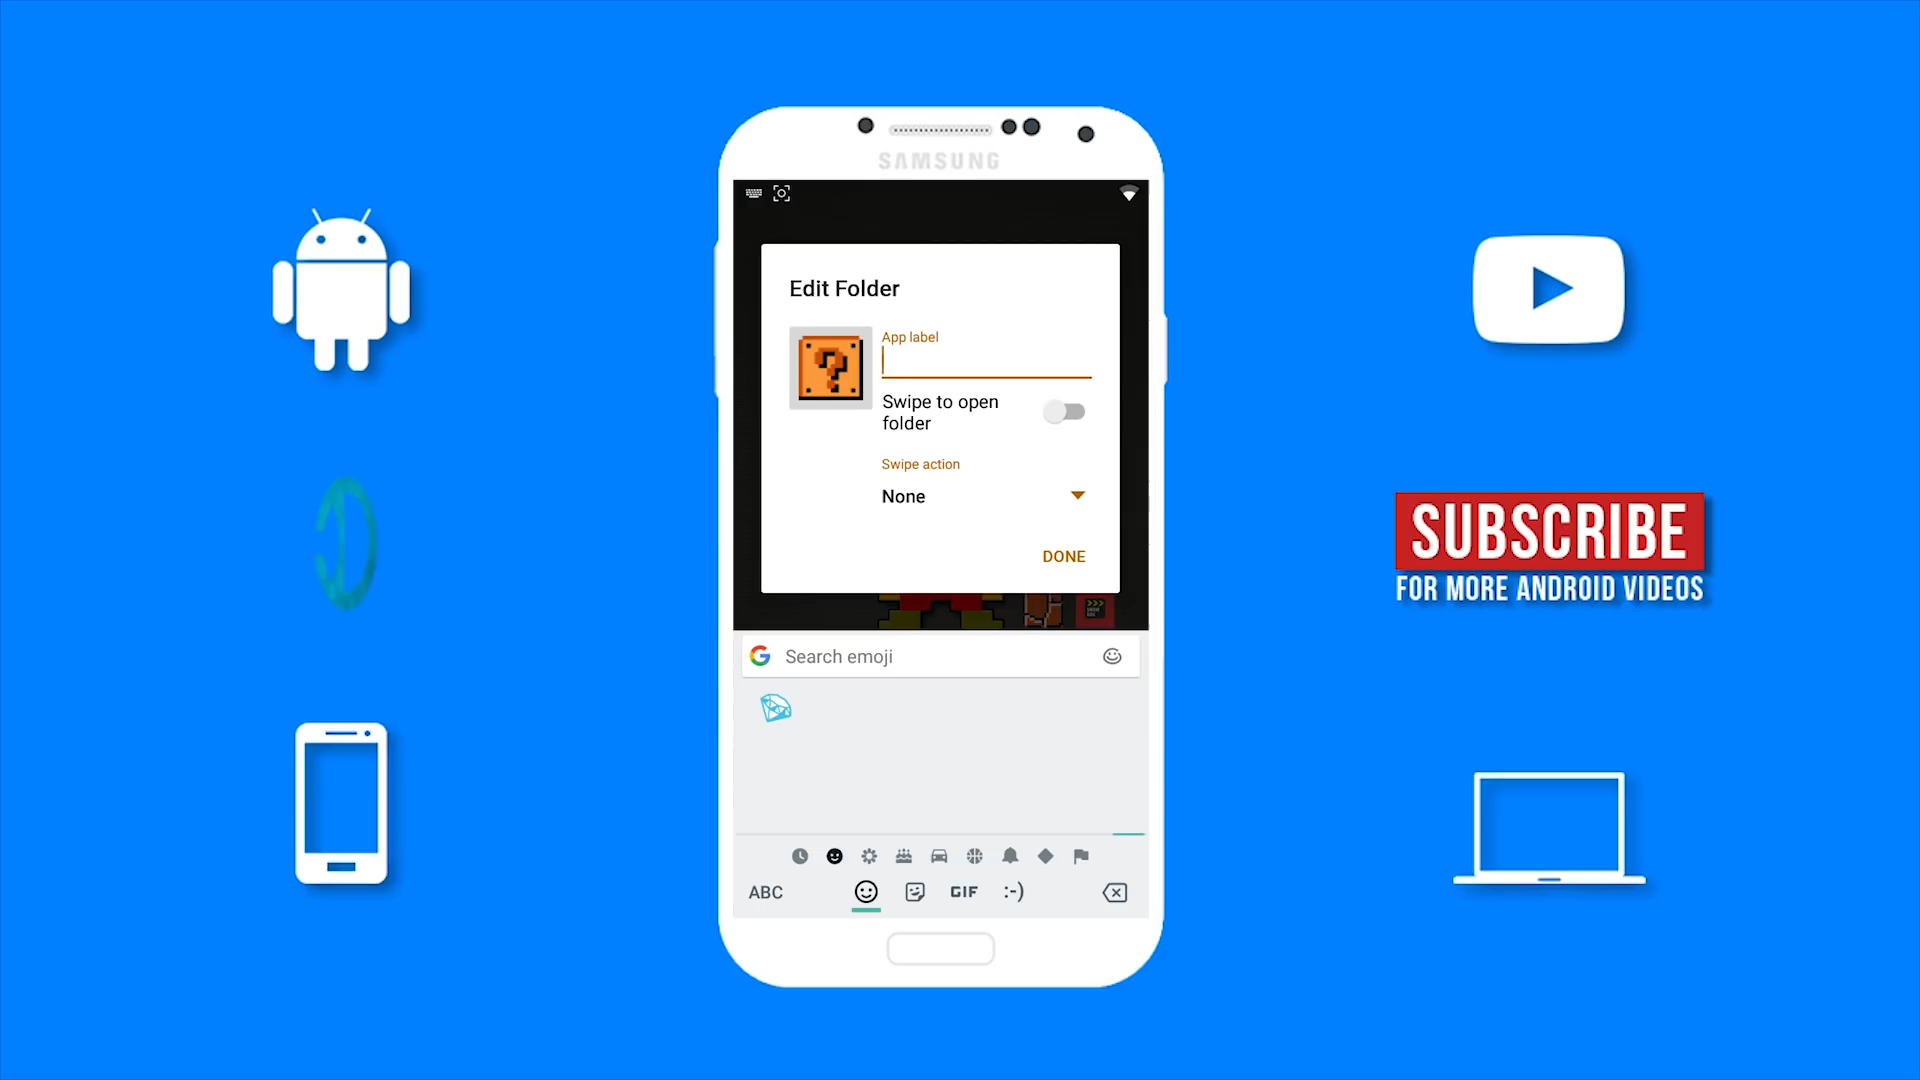 SAMSUNG
Edit Folder
App label
Swipe to open
folder
Swipe action
None
DONE
Search emoji
ABC
GIF
:-)
SUBSCRIBE
FOR MORE ANDROID VIDEOS